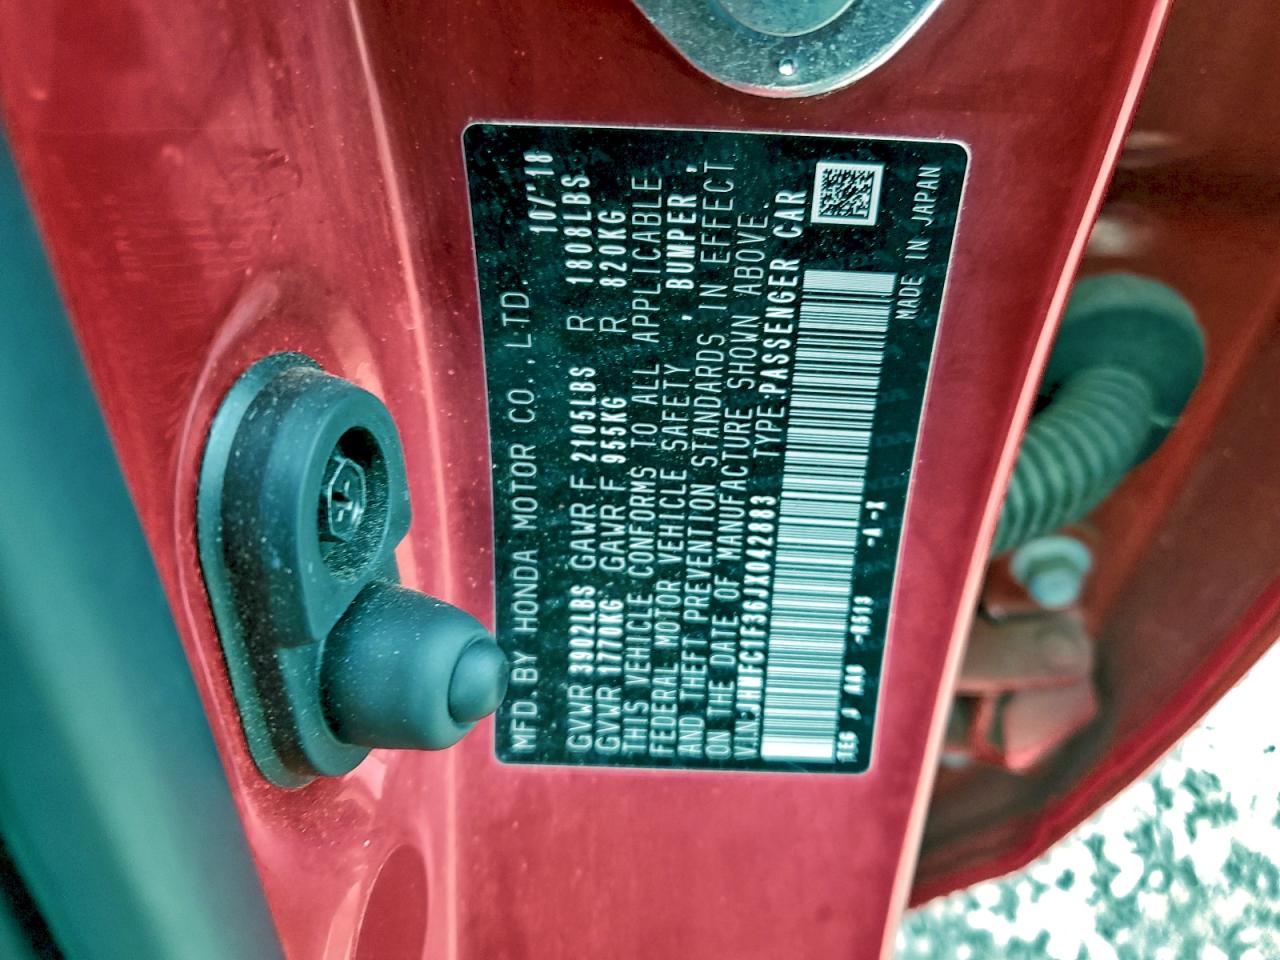 MFD. BY HONDA MOTOR CO., LTD. 10/'18
GVWR 3902LBS GAWR F 2105LBS R 1808LBS
GVWR 1770KG GAWR F 955KG R 820KG
THIS VEHICLE CONFORMS TO ALL APPLICABLE
FEDERAL MOTOR VEHICLE SAFETY , BUMPER ,
AND THEFT PREVENTION STANDARDS IN EFFECT
ON THE DATE OF MANUFACTURE SHOWN ABOVE.
V.I.N:JHMFC1F36JX042883 TYPE:PASSENGER CAR
-R513 -A-X
MADE IN JAPAN